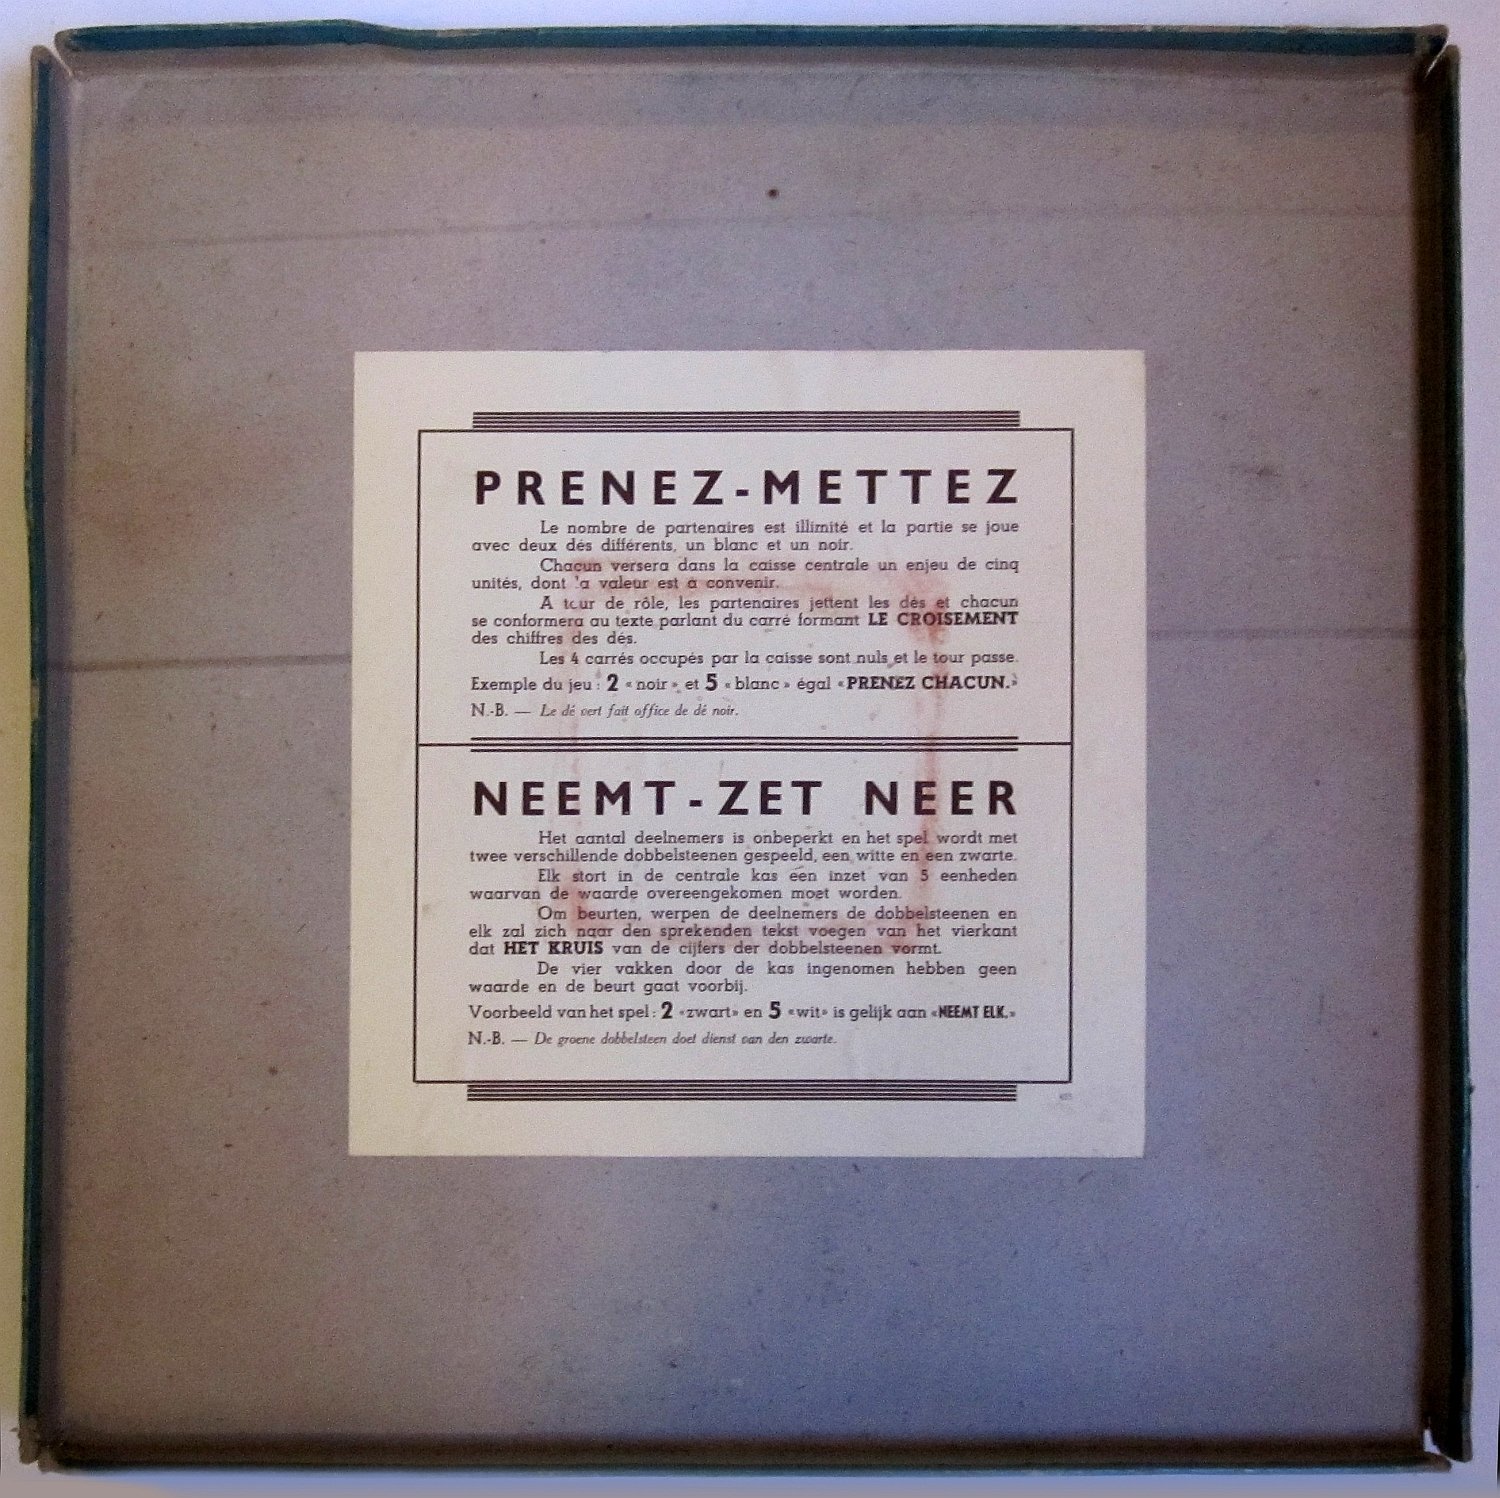 PRENEZ-METTEZ
Le nombre de partenaires est illimité et la partie se joue
avec deux dés différents, un blanc et un noir.
Chacun versera dans la caisse centrale un enjeu de cinq
unités, dont 'a valeur est à convenir.
A tour de rôle, les partenaires jettent les dés et chacun
se conformera au texte parlant du carré formant LE CROISEMENT
des chiffres des dés.
Les 4 carrés occupés par la caisse sont nuls et le tour passe.
Exemple du jeu : 2 « noir » et 5 « blanc » égal « PRENEZ CHACUN. »
N.-B. — Le dé vert fait office de dé noir.
NEEMT-ZET NEER
Het aantal deelnemers is onbeperkt en het spel wordt met
twee verschillende dobbelsteenen gespeeld, een witte en een zwarte.
Elk stort in de centrale kas een inzet van 5 eenheden
waarvan de waarde overeengekomen moet worden.
Om beurten, werpen de deelnemers de dobbelsteenen en
elk zal zich naar den sprekenden tekst voegen van het vierkant
dat HET KRUIS van de cijfers der dobbelsteenen vormt.
De vier vakken door de kas ingenomen hebben geen
waarde en de beurt gaat voorbij.
Voorbeeld van het spel : 2 « zwart » en 5 « wit » is gelijk aan « NEEMT ELK. »
N.-B. — De groene dobbelsteen doet dienst van den zwarte.